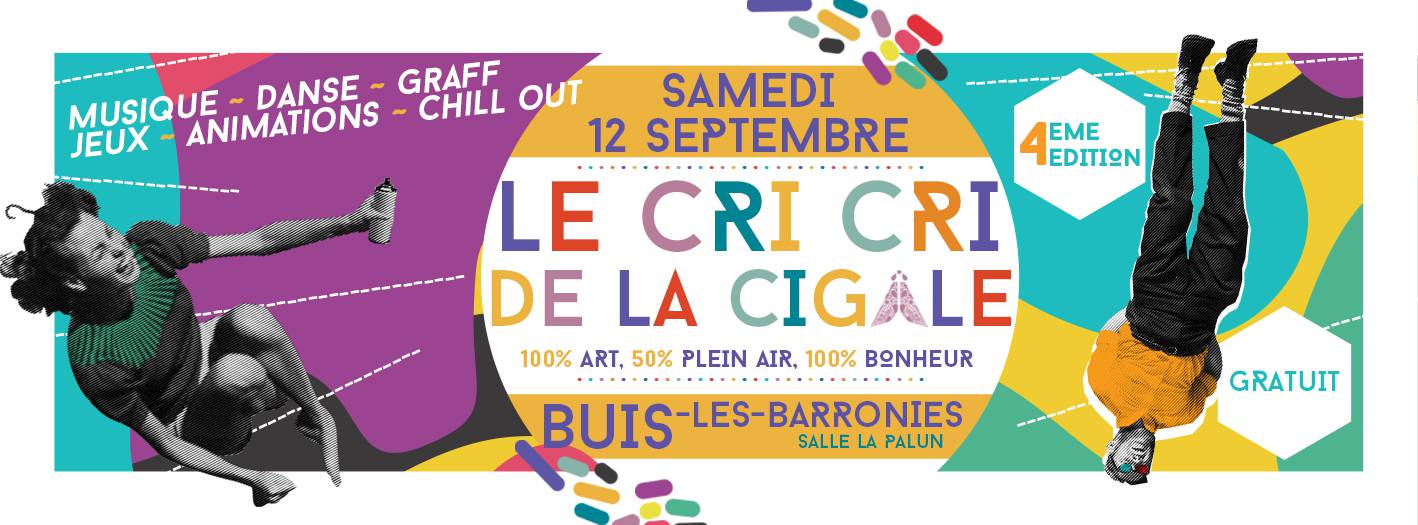 MUSIQUE ~ DANSE ~ GRAFF
JEUX ~ ANIMATIONS ~ CHILL OUT
SAMEDI
12 SEPTEMBRE
LE CRI CRI
DE LA CIGALE
100% ART, 50% PLEIN AIR, 100% BONHEUR
BUIS-LES-BARRONIES
SALLE LA PALUN
4EME
EDITION
GRATUIT